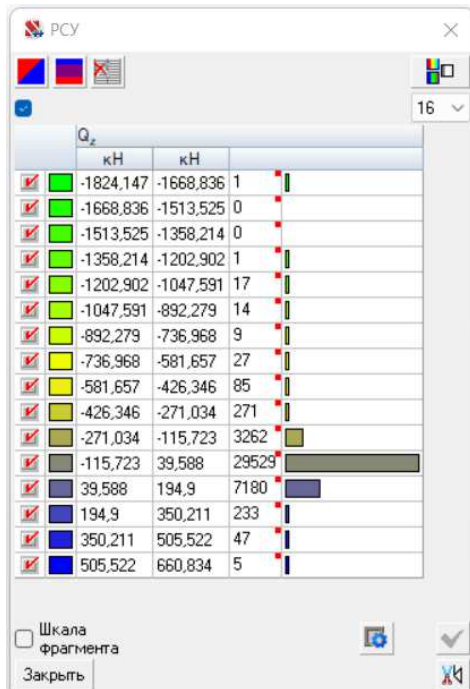 РСУ
16
Qz
кН кН
-1824,147 -1668,836 1
-1668,836 -1513,525 0
-1513,525 -1358,214 0
-1358,214 -1202,902 1
-1202,902 -1047,591 17
-1047,591 -892,279 14
-892,279 -736,968 9
-736,968 -581,657 27
-581,657 -426,346 85
-426,346 -271,034 271
-271,034 -115,723 3262
-115,723 39,588 29529
39,588 194,9 7180
194,9 350,211 233
350,211 505,522 47
505,522 660,834 5
Шкала
фрагмента
Закрыть